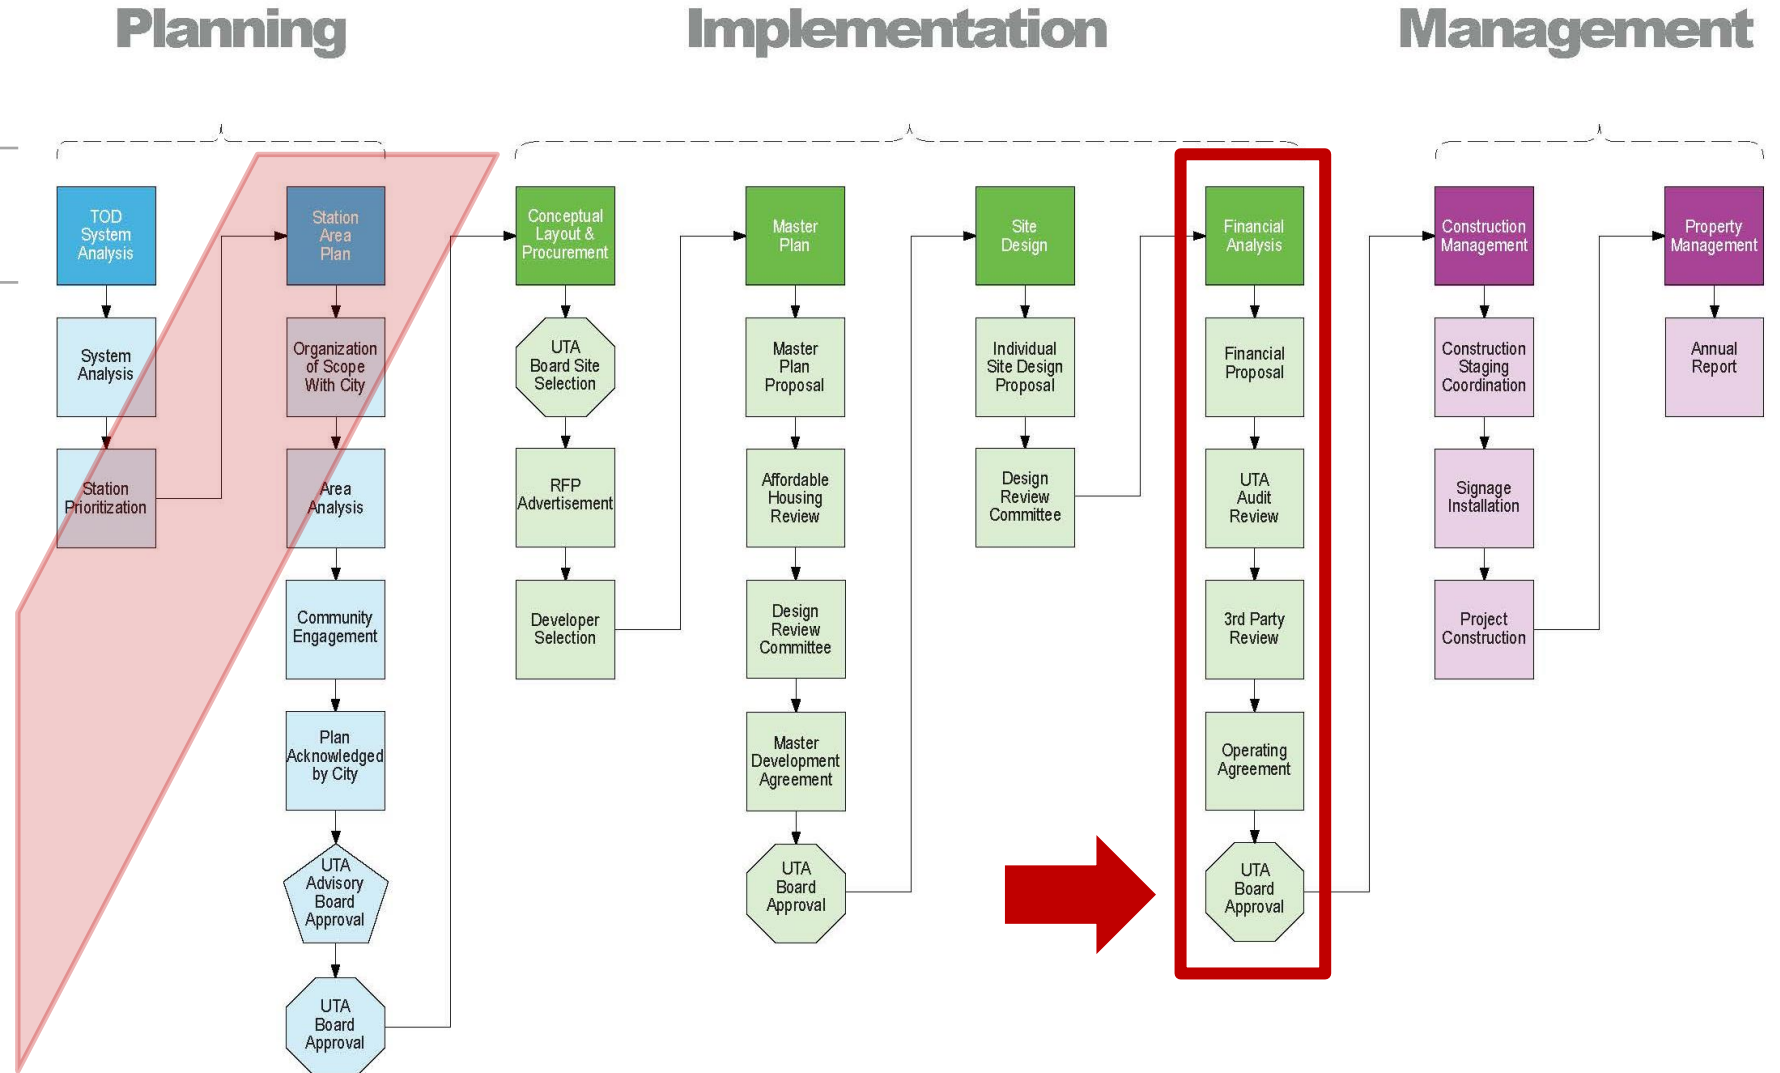 Planning
Implementation
Management
TOD
System
Analysis
System
Analysis
Station
Prioritization
Station
Area
Plan
Organization
of Scope
With City
Area
Analysis
Community
Engagement
Plan
Acknowledged
by City
UTA
Advisory
Board
Approval
UTA
Board
Approval
Conceptual
Layout &
Procurement
UTA
Board Site
Selection
RFP
Advertisement
Developer
Selection
Master
Plan
Master
Plan
Proposal
Affordable
Housing
Review
Design
Review
Committee
Master
Development
Agreement
UTA
Board
Approval
Site
Design
Individual
Site Design
Proposal
Design
Review
Committee
Financial
Analysis
Financial
Proposal
UTA
Audit
Review
3rd Party
Review
Operating
Agreement
UTA
Board
Approval
Construction
Management
Construction
Staging
Coordination
Signage
Installation
Project
Construction
Property
Management
Annual
Report